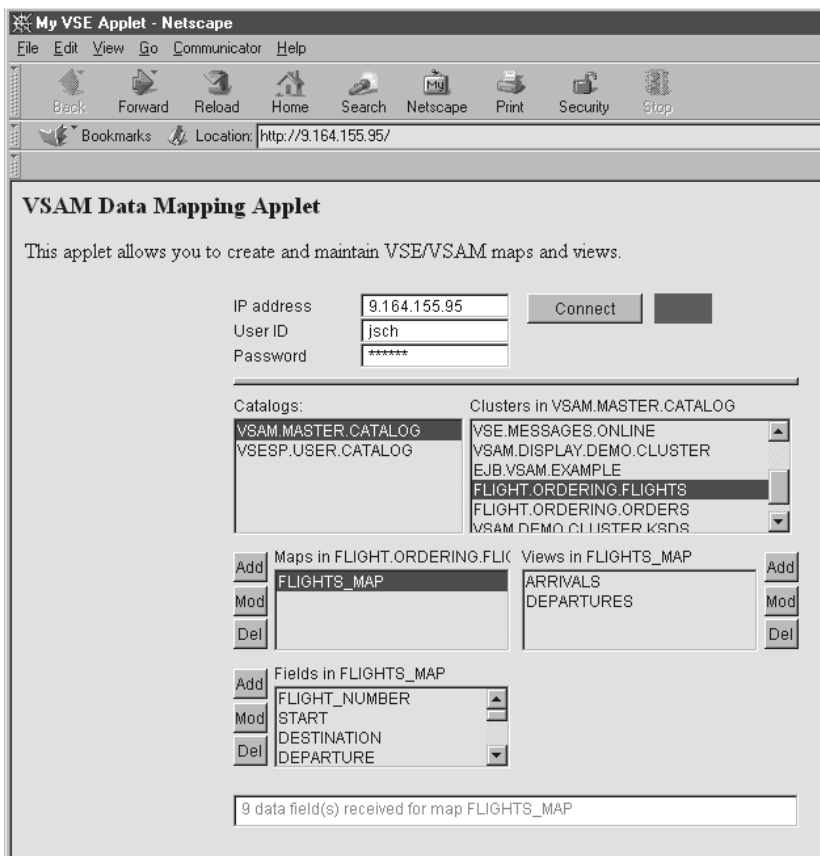 My VSE Applet - Netscape
File Edit View Go Communicator Help
Back Forward Reload Home Search Netscape Print Security Stop
Bookmarks Location: http://9.164.155.95/
VSAM Data Mapping Applet
This applet allows you to create and maintain VSE/VSAM maps and views.
IP address 9.164.155.95 Connect
User ID jsch
Password ******
Catalogs:
VSAM.MASTER.CATALOG
VSESP.USER.CATALOG
Clusters in VSAM.MASTER.CATALOG
VSE.MESSAGES.ONLINE
VSAM.DISPLAY.DEMO.CLUSTER
EJB.VSAM.EXAMPLE
FLIGHT.ORDERING.FLIGHTS
FLIGHT.ORDERING.ORDERS
VSAM.DEMO.CLUSTER.KSDS
Add
Mod
Del
Maps in FLIGHT.ORDERING.FLI(
FLIGHTS_MAP
Views in FLIGHTS_MAP
ARRIVALS
DEPARTURES
Add
Mod
Del
Add
Mod
Del
Fields in FLIGHTS_MAP
FLIGHT_NUMBER
START
DESTINATION
DEPARTURE
9 data field(s) received for map FLIGHTS_MAP